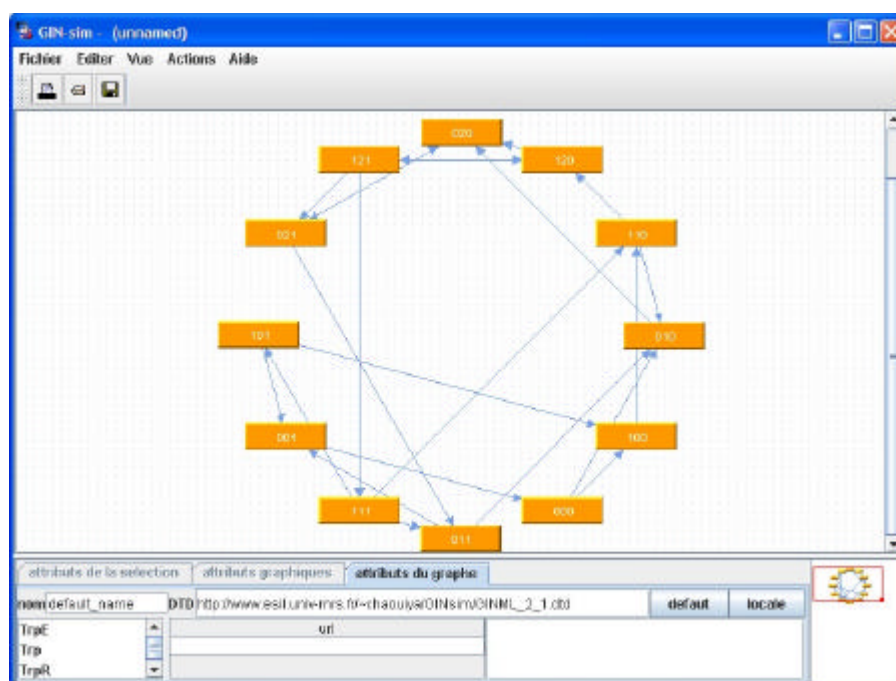 GIN-sim - (unnamed)
Fichier Editer Vue Actions Aide
020
121
120
021
110
101
010
001
100
111
000
011
attributs de la selection
attributs graphiques
attributs du graphe
nom default_name
DTD http://www.esil.univ-mrs.fr/~chaouiya/GINsim/GINML_2_1.dtd
defaut
locale
TrpE
Trp
TrpR
url